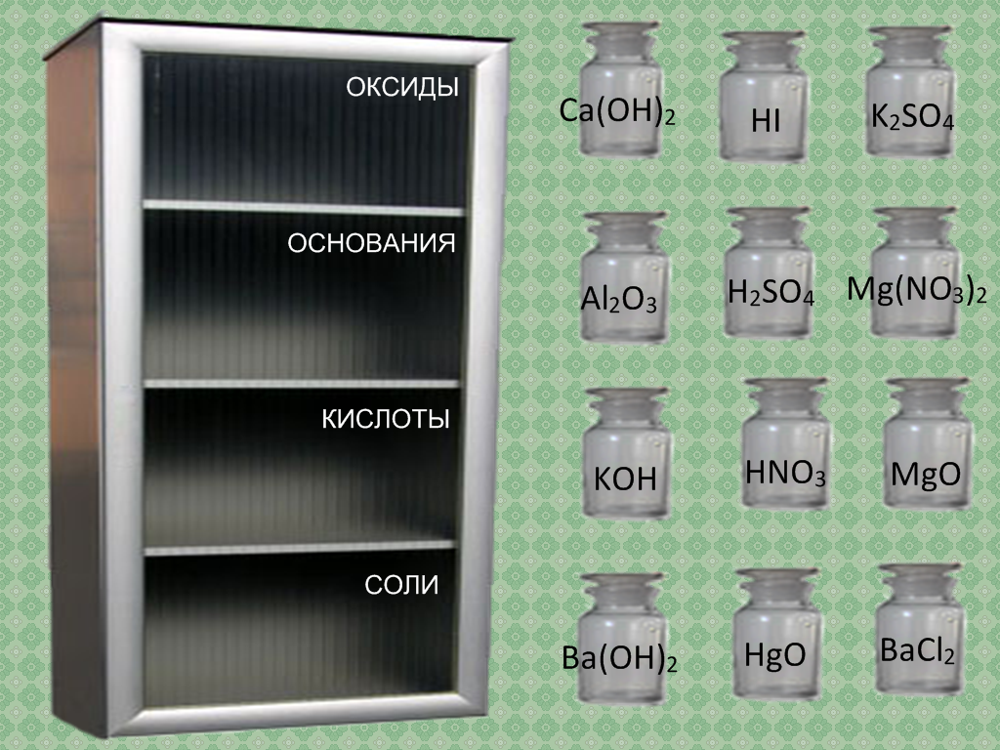 ОКСИДЫ
ОСНОВАНИЯ
КИСЛОТЫ
СОЛИ
Ca(OH)₂
HI
K₂SO₄
Al₂O₃
H₂SO₄
Mg(NO₃)₂
KOH
HNO₃
MgO
Ba(OH)₂
HgO
BaCl₂